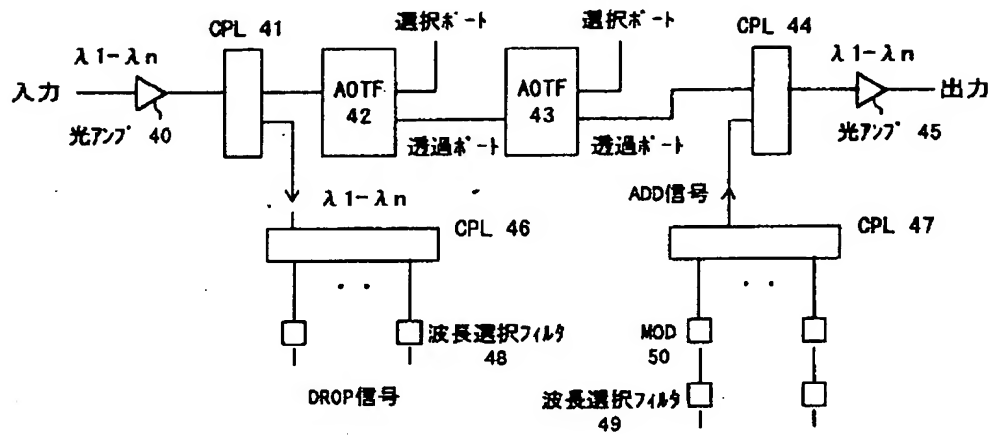 CPL 41
選択ポート
選択ポート
CPL 44
λ1-λn
λ1-λn
入力
AOTF
42
AOTF
43
出力
光アンプ 40
透過ポート
透過ポート
光アンプ 45
λ1-λn
ADD信号
CPL 46
CPL 47
・・
・・
波長選択フィルタ
48
MOD
50
DROP信号
波長選択フィルタ
49